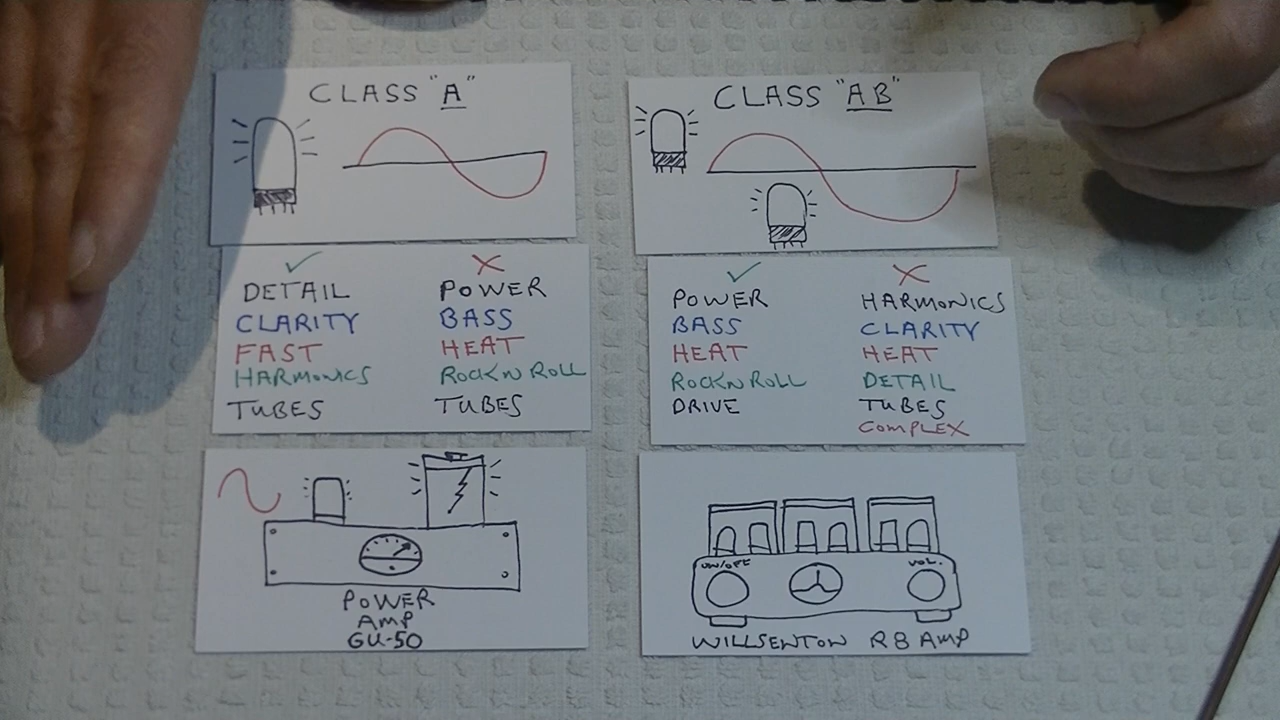 CLASS "A"
✓ ✗
DETAIL POWER
CLARITY BASS
FAST HEAT
HARMONICS ROCK N ROLL
TUBES TUBES
POWER
AMP
GU-50
CLASS "AB"
✓ ✗
POWER HARMONICS
BASS CLARITY
HEAT HEAT
ROCK N ROLL DETAIL
DRIVE TUBES
COMPLEX
ON/OFF VOL.
WILLSENTON R8 AMP